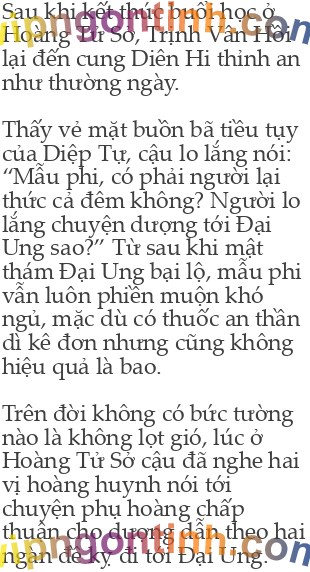 Sau khi kết thúc buổi học ở
Hoàng Tử Sở, Thịnh Vân Hồi
lại đến cung Diên Hi thỉnh an
như thường ngày.
Thấy vẻ mặt buồn bã tiều tụy
của Diệp Tự, cậu lo lắng nói:
“Mẫu phi, có phải người lại
thức cả đêm không? Người lo
lắng chuyện dượng tới Đại
Ung sao?” Từ sau khi mật
thám Đại Ung bại lộ, mẫu phi
vẫn luôn phiền muộn khó
ngủ, mặc dù có thuốc an thần
dì kê đơn nhưng cũng không
hiệu quả là bao.
Trên đời không có bức tường
nào là không lọt gió, lúc ở
Hoàng Tử Sở cậu đã nghe hai
vị hoàng huynh nói tới
chuyện phụ hoàng chấp
thuận cho dượng dẫn theo hai
ngàn đề kỵ đi tới Đại Ung.
vipngontinh.com
vipngontinh.com